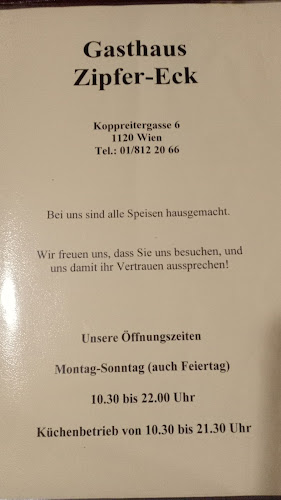 Gasthaus
Zipfer-Eck
Koppreitergasse 6
1120 Wien
Tel.: 01/812 20 66
Bei uns sind alle Speisen hausgemacht.
Wir freuen uns, dass Sie uns besuchen, und
uns damit ihr Vertrauen aussprechen!
Unsere Öffnungszeiten
Montag-Sonntag (auch Feiertag)
10.30 bis 22.00 Uhr
Küchenbetrieb von 10.30 bis 21.30 Uhr